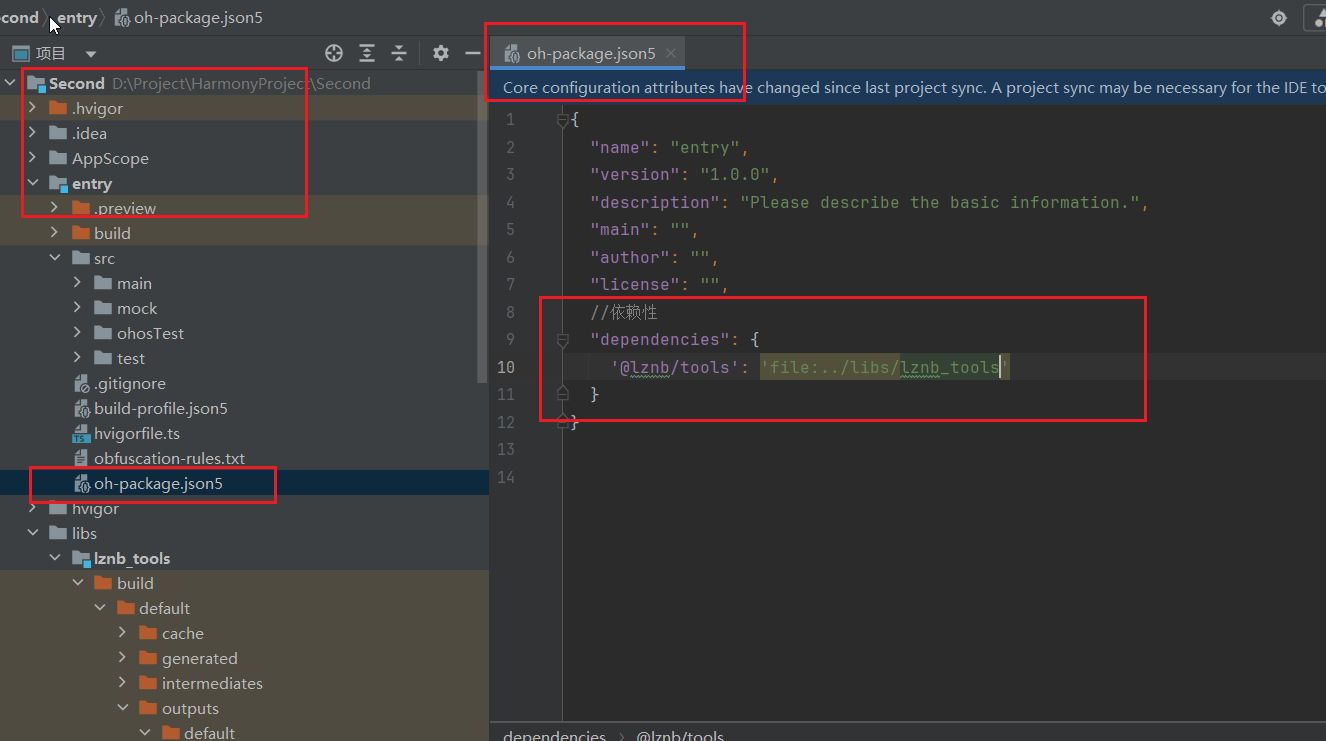 econd 〉 entry 〉 oh-package.json5
项目
Second D:\Project\HarmonyProject\Second
.hvigor
.idea
AppScope
entry
.preview
build
src
main
mock
ohosTest
test
.gitignore
build-profile.json5
hvigorfile.ts
obfuscation-rules.txt
oh-package.json5
hvigor
libs
lznb_tools
build
default
cache
generated
intermediates
outputs
default
oh-package.json5
Core configuration attributes have changed since last project sync. A project sync may be necessary for the IDE to
1 {
2 "name": "entry",
3 "version": "1.0.0",
4 "description": "Please describe the basic information.",
5 "main": "",
6 "author": "",
7 "license": "",
8 //依赖性
9 "dependencies": {
10 '@lznb/tools': 'file:../libs/lznb_tools'
11 }
12 }
13
14
dependencies 〉 @lznb/tools